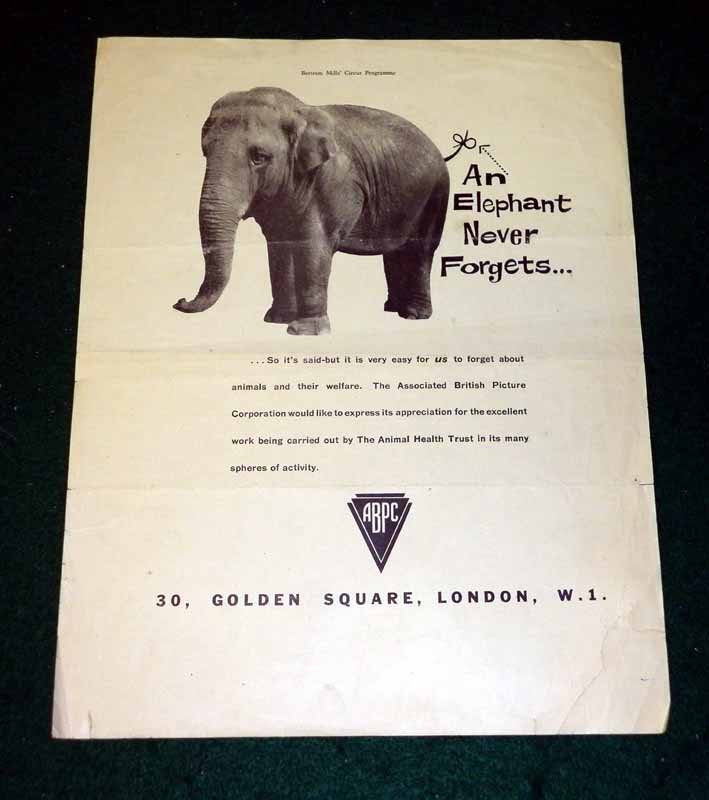 Bertram Mills' Circus Programme
An
Elephant
Never
Forgets...
...So it's said-but it is very easy for us to forget about
animals and their welfare. The Associated British Picture
Corporation would like to express its appreciation for the excellent
work being carried out by The Animal Health Trust in its many
spheres of activity.
ABPC
30, GOLDEN SQUARE, LONDON, W.1.